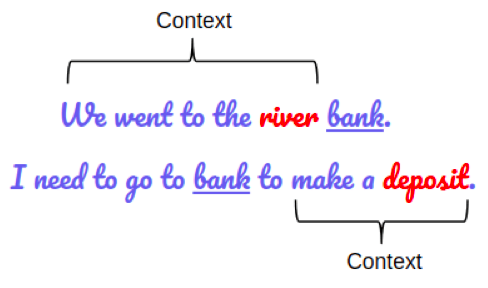 Context
We went to the river bank.
I need to go to bank to make a deposit.
Context